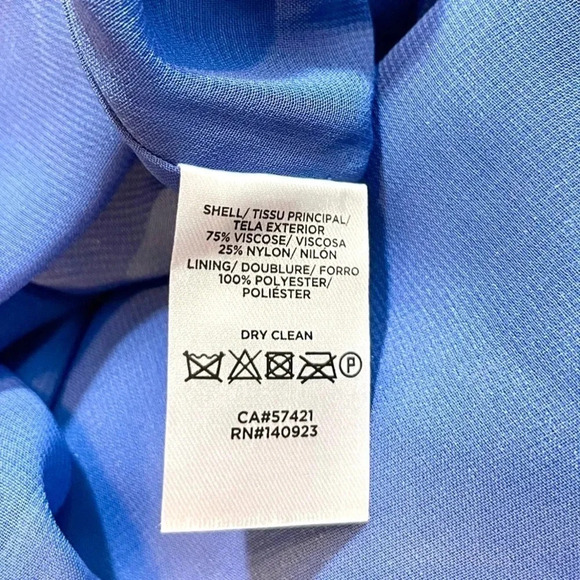 SHELL/ TISSU PRINCIPAL/
TELA EXTERIOR
75% VISCOSE/ VISCOSA
25% NYLON/ NILÓN
LINING/ DOUBLURE/ FORRO
100% POLYESTER/
POLIÉSTER
DRY CLEAN
P
CA#57421
RN#140923